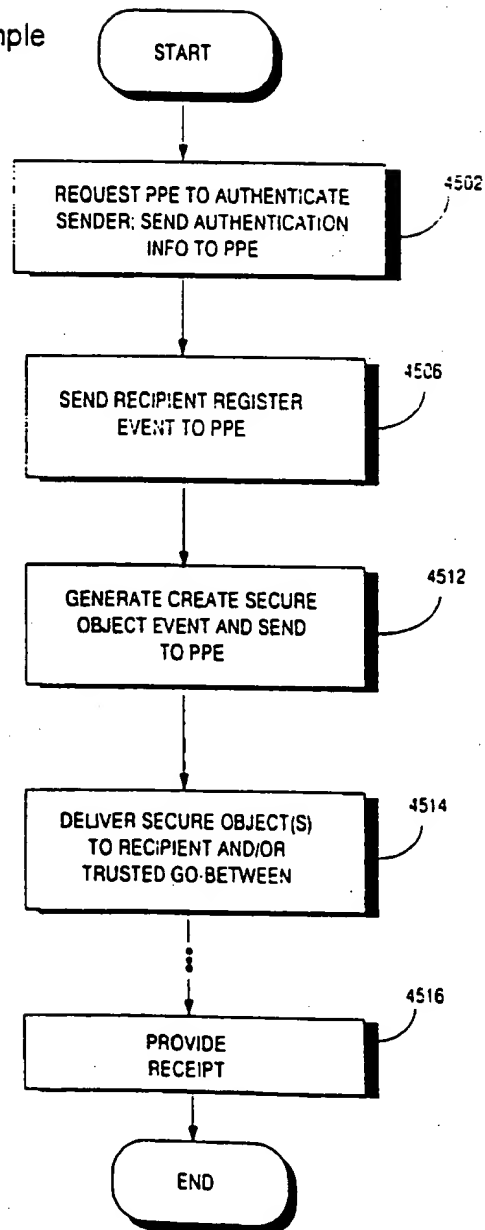 START
REQUEST PPE TO AUTHENTICATE
SENDER; SEND AUTHENTICATION
INFO TO PPE
4502
SEND RECIPIENT REGISTER
EVENT TO PPE
4506
GENERATE CREATE SECURE
OBJECT EVENT AND SEND
TO PPE
4512
DELIVER SECURE OBJECT(S)
TO RECIPIENT AND/OR
TRUSTED GO-BETWEEN
4514
PROVIDE
RECEIPT
4516
END